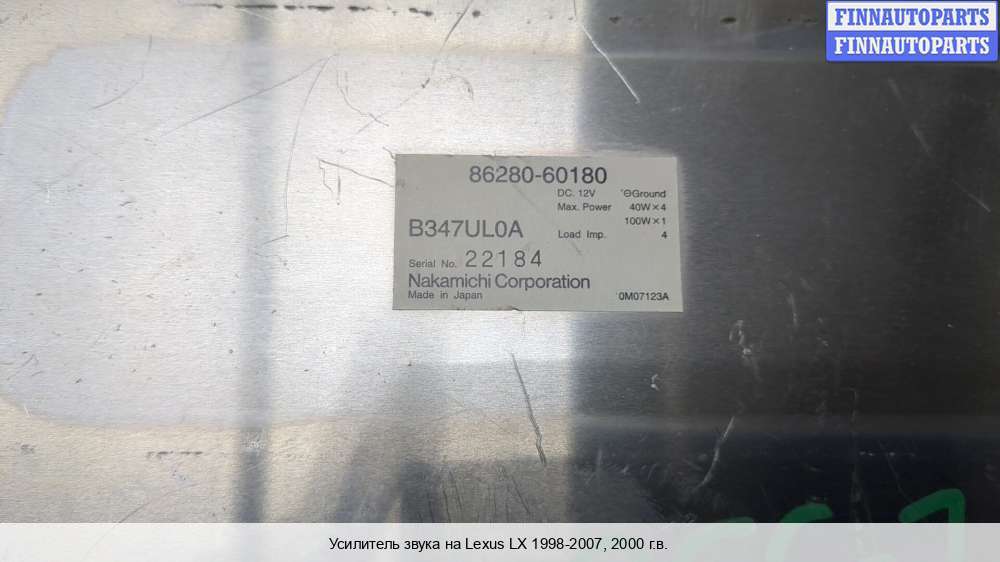 FINNAUTOPARTS
FINNAUTOPARTS
86280-60180
DC. 12V ⊖Ground
Max. Power 40W×4
100W×1
B347UL0A
Load Imp. 4
Serial No. 22184
Nakamichi Corporation
Made in Japan 0M07123A
Усилитель звука на Lexus LX 1998-2007, 2000 г.в.